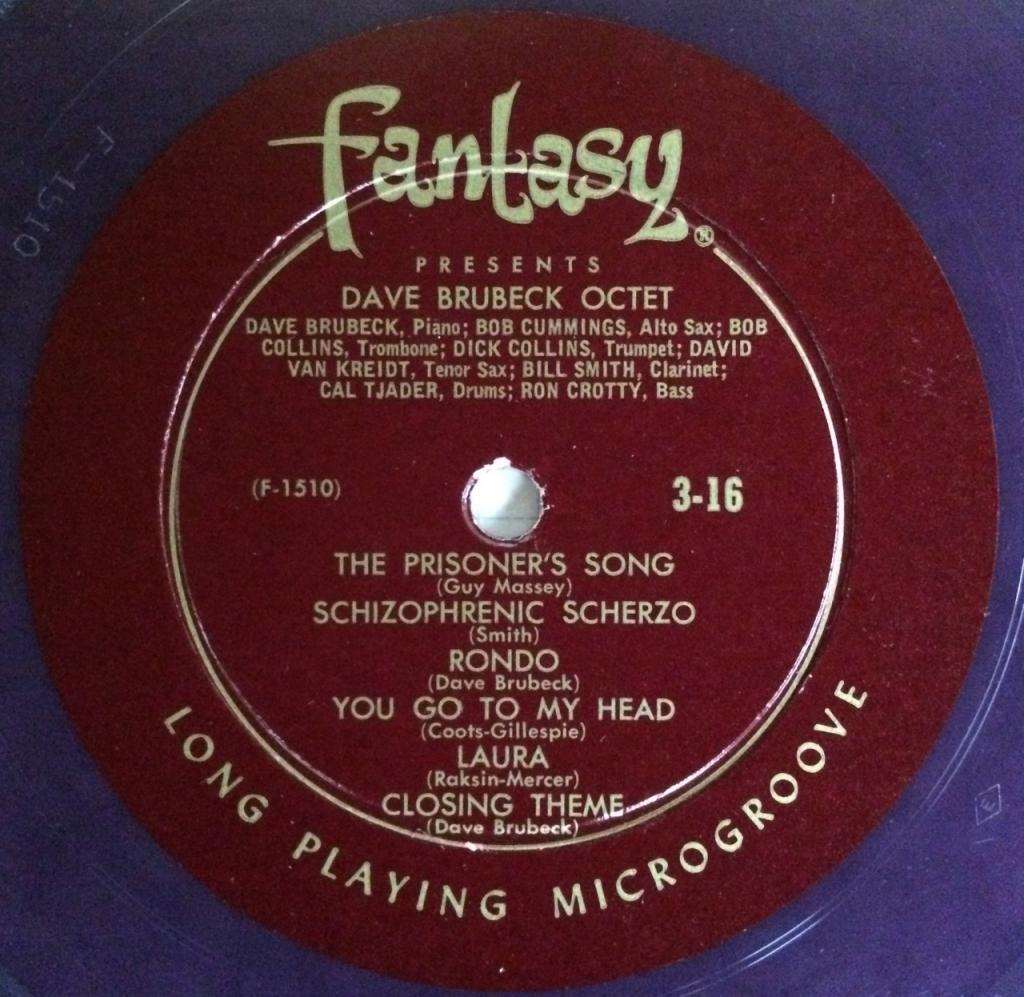 Fantasy®
PRESENTS
DAVE BRUBECK OCTET
DAVE BRUBECK, Piano; BOB CUMMINGS, Alto Sax; BOB
COLLINS, Trombone; DICK COLLINS, Trumpet; DAVID
VAN KREIDT, Tenor Sax; BILL SMITH, Clarinet;
CAL TJADER, Drums; RON CROTTY, Bass
(F-1510)
3-16
THE PRISONER'S SONG
(Guy Massey)
SCHIZOPHRENIC SCHERZO
(Smith)
RONDO
(Dave Brubeck)
YOU GO TO MY HEAD
(Coots-Gillespie)
LAURA
(Raksin-Mercer)
CLOSING THEME
(Dave Brubeck)
LONG PLAYING MICROGROOVE
F-1510